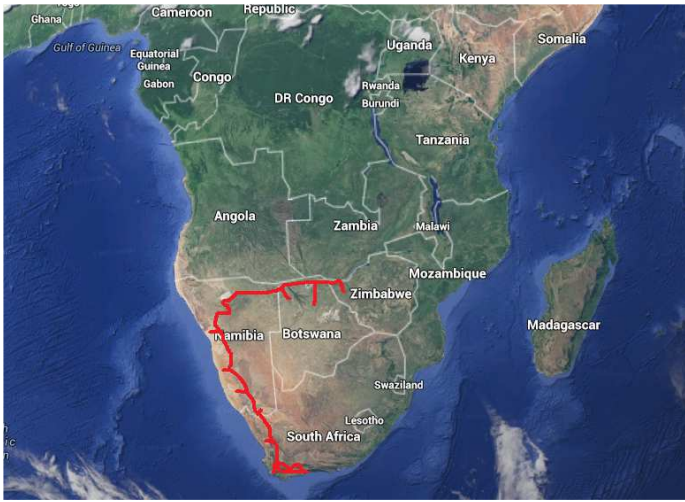 Togo
Ghana
Cameroon
Republic
Gulf of Guinea
Equatorial
Guinea
Gabon
Congo
DR Congo
Uganda
Kenya
Somalia
Rwanda
Burundi
Tanzania
Angola
Zambia
Malawi
Mozambique
Zimbabwe
Namibia
Botswana
Madagascar
Swaziland
Lesotho
South Africa